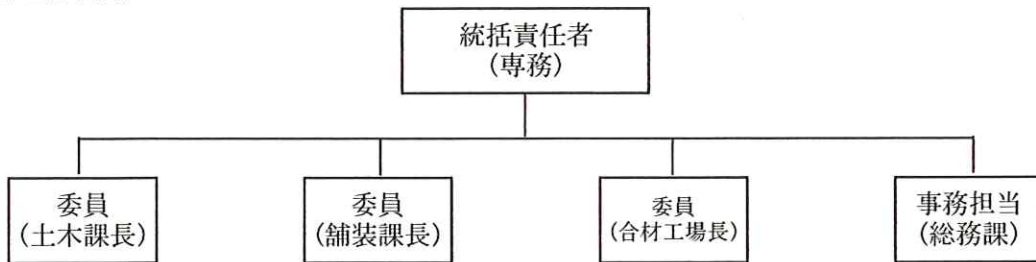 統括責任者
(専務)
委員
(土木課長)
委員
(舗装課長)
委員
(合材工場長)
事務担当
(総務課)